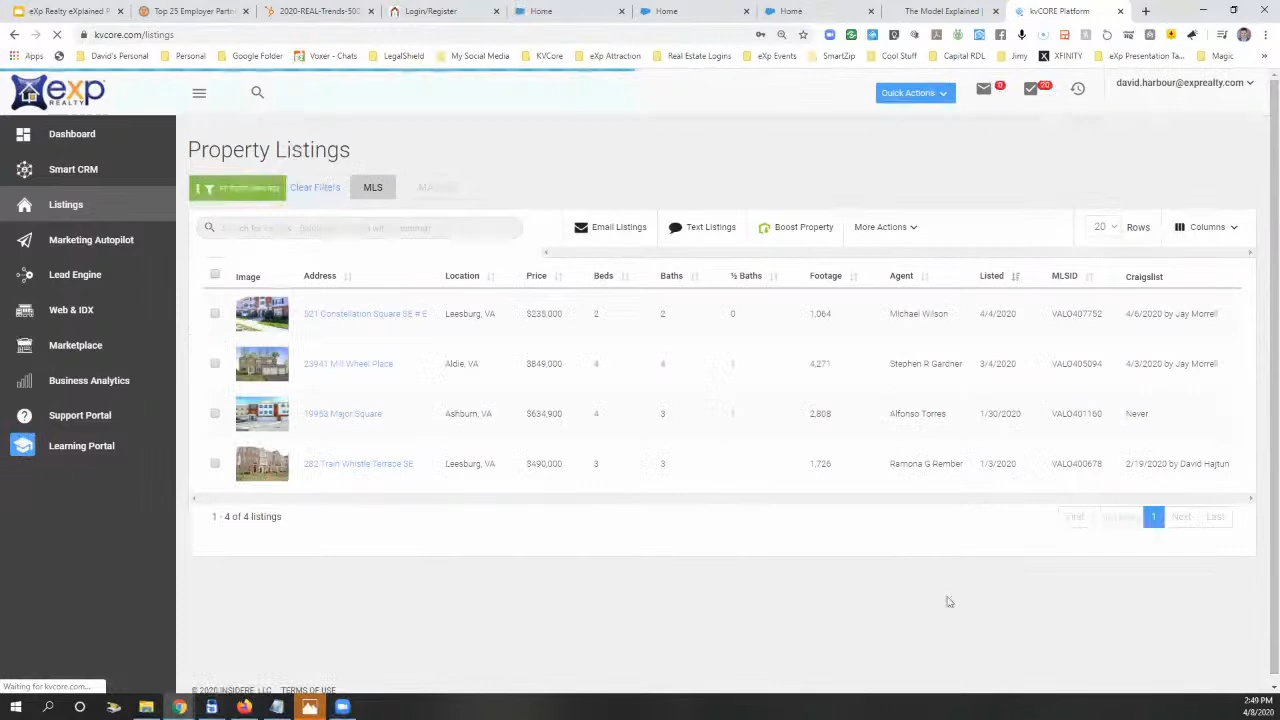 eXp Realty eXplained P
Top 25 Employer Partne
2020-REAL-Trends-500
Login/Register
Home
Home
Home
The Model Explained |
kvCORE Platform
kvcore.com/listings
Apps
David's Personal
Personal
Google Folder
Voxer - Chats
LegalShield
My Social Media
KVCore
eXp Attraction
Real Estate Logins
eXp Events
SmartZip
Cool Stuff
Capital RDL
Jimy
XFINITY
eXp Presentation Ta...
Magic
exp REALTY
Quick Actions
0
20
david.harbour@exprealty.com
Dashboard
Smart CRM
Listings
Marketing Autopilot
Lead Engine
Web & IDX
Marketplace
Business Analytics
Support Portal
Learning Portal
Property Listings
Clear Filters
MLS
Email Listings
Text Listings
Boost Property
More Actions
20
Rows
Columns
Image Address Location Price Beds Baths ½ Baths Footage Agent Listed MLSID Craigslist
521 Constellation Square SE # E Leesburg, VA $235,000 2 2 0 1,064 Michael Wilson 4/4/2020 VALO407752 4/6/2020 by Jay Morrell
23941 Mill Wheel Place Aldie, VA $849,000 4 4 1 4,271 Stephen R Gardner 3/4/2020 VALO405094 4/3/2020 by Jay Morrell
19953 Major Square Ashburn, VA $634,900 4 3 1 2,808 Alfonso Torres 1/30/2020 VALO401160 Never
282 Train Whistle Terrace SE Leesburg, VA $490,000 3 3 1,726 Ramona G Rember 1/3/2020 VALO400678 2/19/2020 by David Hajtun
1 - 4 of 4 listings
First
1
Next
Last
Waiting for kvcore.com...
© 2020 INSIDERE, LLC TERMS OF USE
2:49 PM
4/8/2020